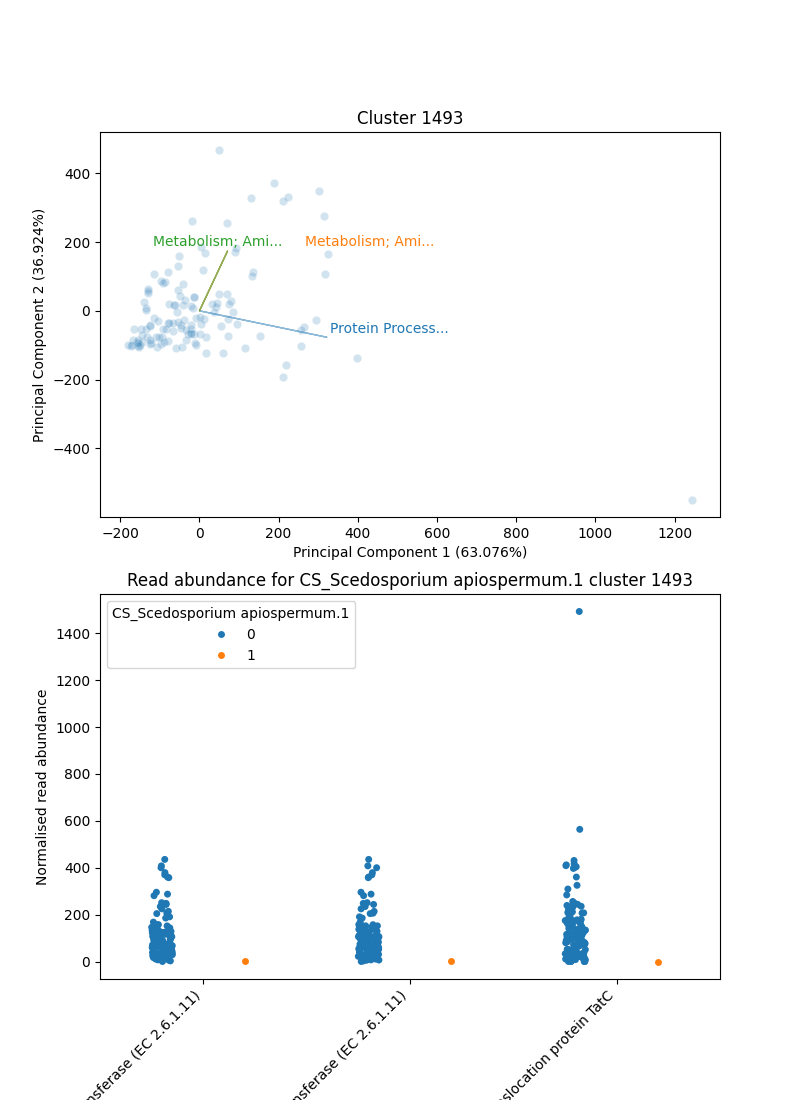 Cluster 1493
Principal Component 2 (36.924%)
400
200
0
−200
−400
Metabolism; Ami...
Metabolism; Ami...
Protein Process...
−200 0 200 400 600 800 1000 1200
Principal Component 1 (63.076%)
Read abundance for CS_Scedosporium apiospermum.1 cluster 1493
Normalised read abundance
1400
1200
1000
800
600
400
200
0
CS_Scedosporium apiospermum.1
0
1
nsferase (EC 2.6.1.11)
nsferase (EC 2.6.1.11)
slocation protein TatC